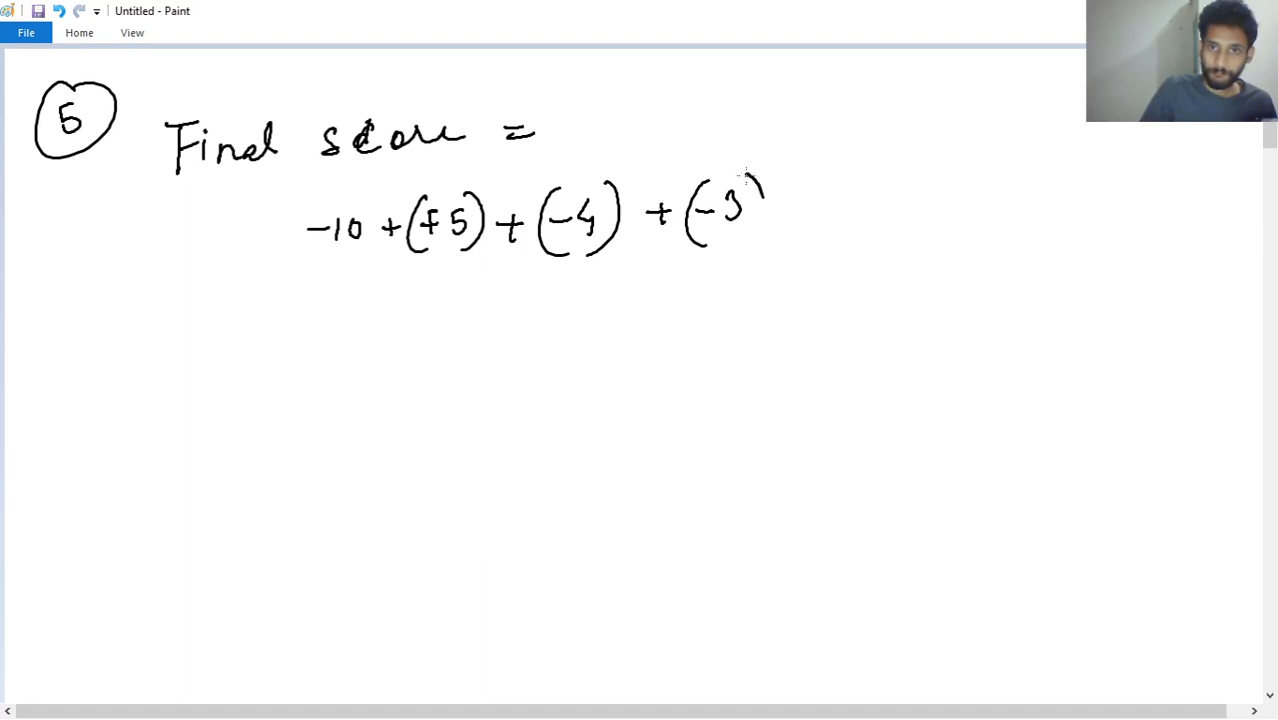 Untitled - Paint
File Home View
5
Final score =
-10 + (+5) + (-4) + (-3)